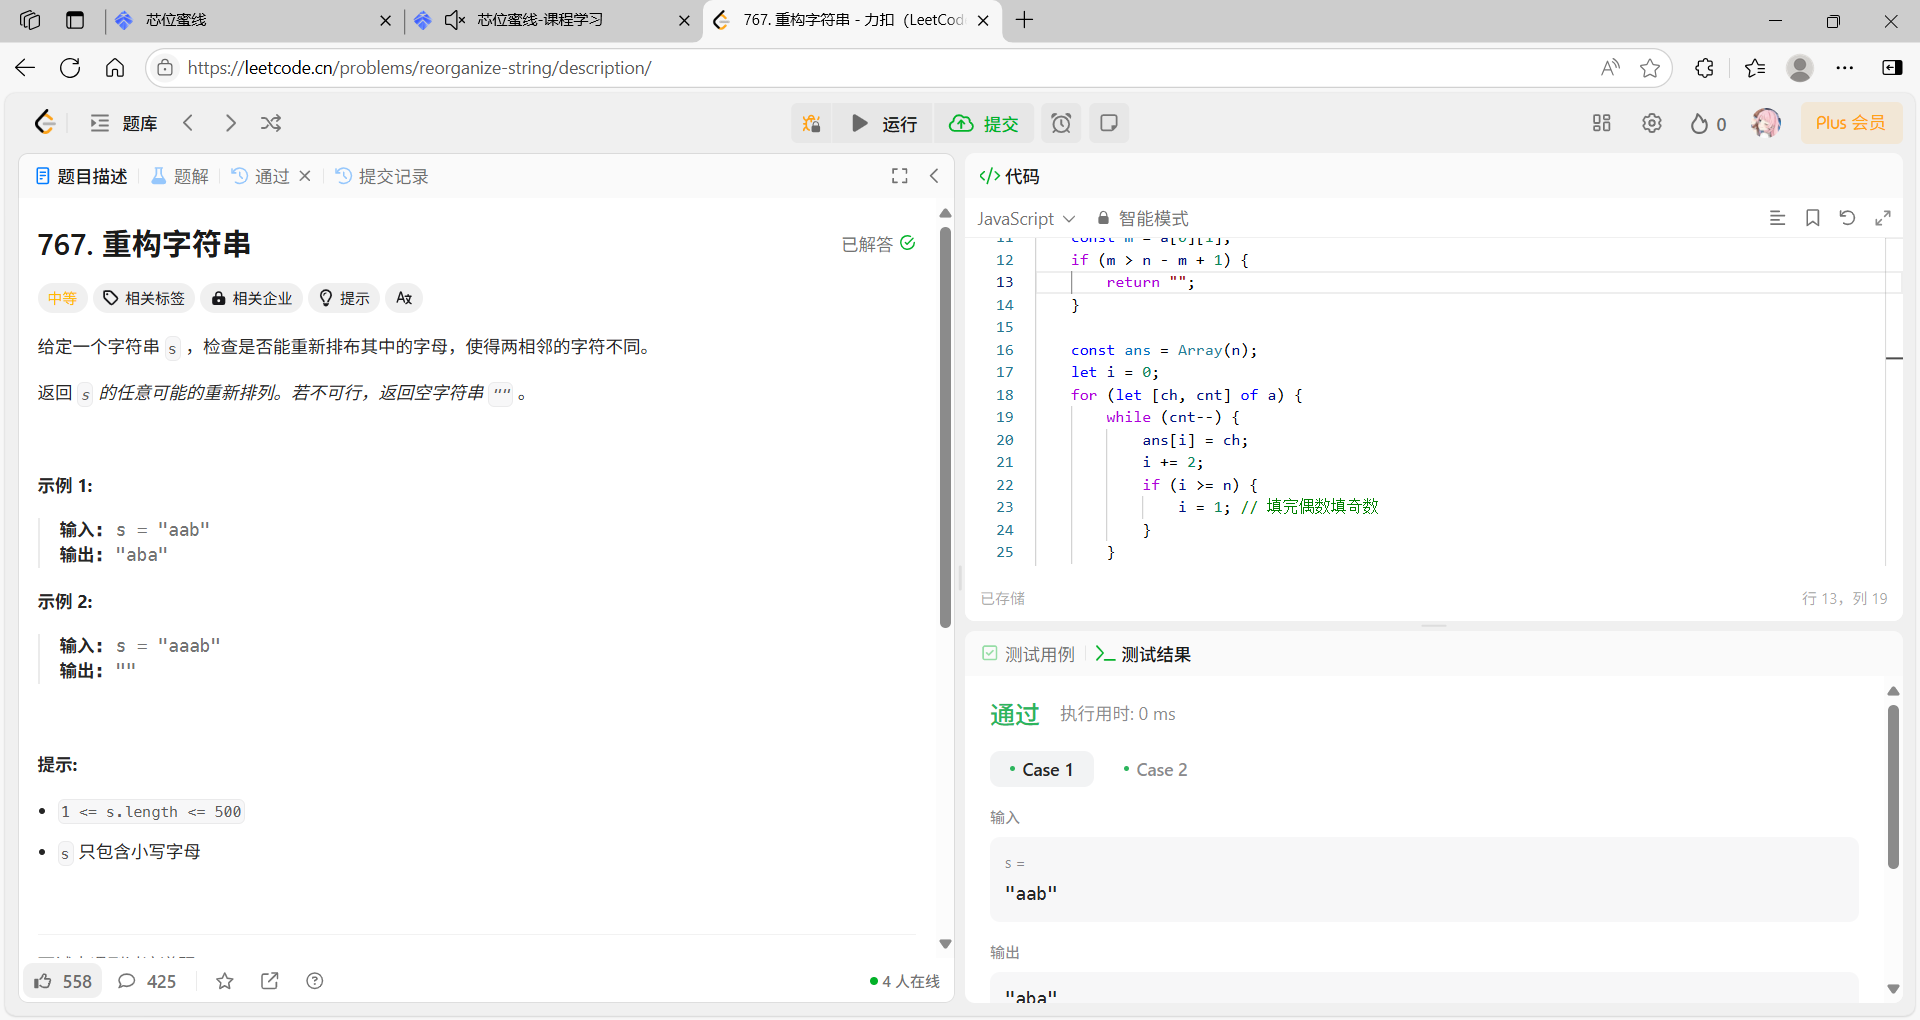 芯位蜜线
芯位蜜线-课程学习
767. 重构字符串 - 力扣（LeetCod
https://leetcode.cn/problems/reorganize-string/description/
题库
运行
提交
0
Plus 会员
题目描述
题解
通过
提交记录
767. 重构字符串
已解答
中等
相关标签
相关企业
提示
给定一个字符串 s ，检查是否能重新排布其中的字母，使得两相邻的字符不同。
返回 s 的任意可能的重新排列。若不可行，返回空字符串 "" 。
示例 1:
输入: s = "aab"
输出: "aba"
示例 2:
输入: s = "aaab"
输出: ""
提示:
1 <= s.length <= 500
s 只包含小写字母
558
425
4 人在线
</> 代码
JavaScript
智能模式
11 const m = a[0][1];
12 if (m > n - m + 1) {
13 return "";
14 }
15
16 const ans = Array(n);
17 let i = 0;
18 for (let [ch, cnt] of a) {
19 while (cnt--) {
20 ans[i] = ch;
21 i += 2;
22 if (i >= n) {
23 i = 1; // 填完偶数填奇数
24 }
25 }
已存储
行 13，列 19
测试用例
测试结果
通过
执行用时: 0 ms
Case 1
Case 2
输入
s =
"aab"
输出
"aba"